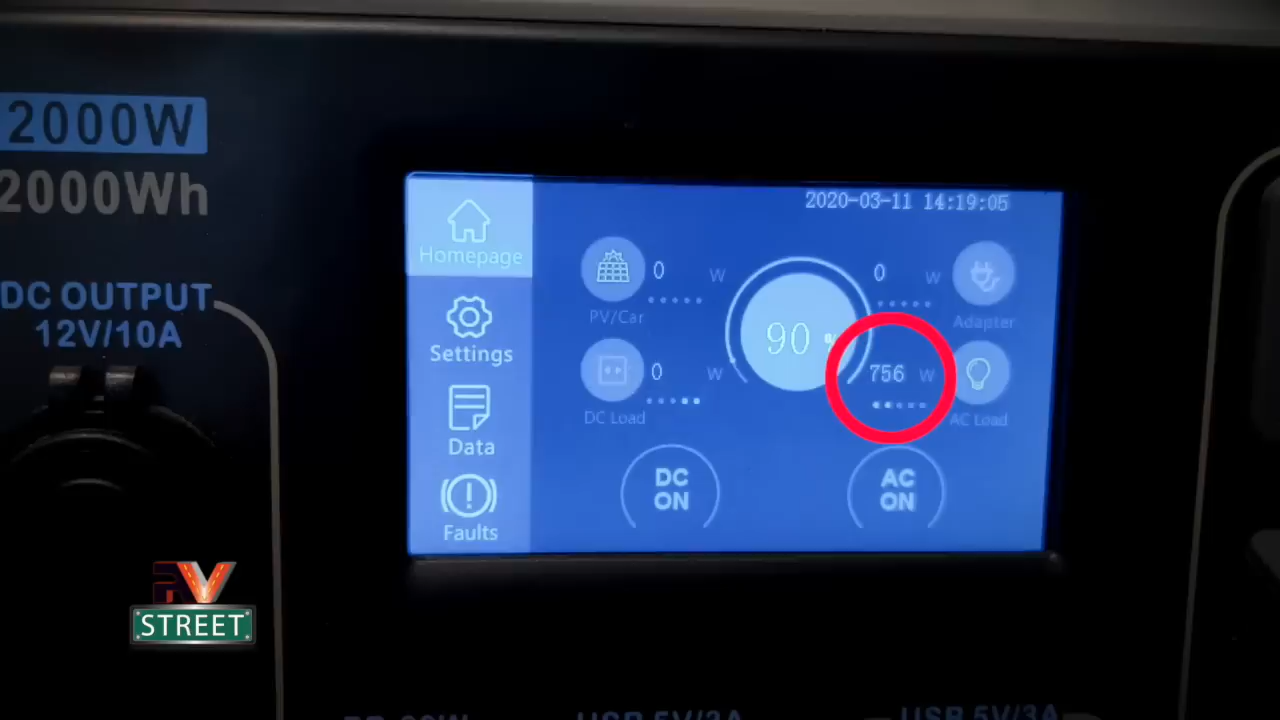 2000W
2000Wh
DC OUTPUT
12V/10A
Homepage
Settings
Data
Faults
2020-03-11 14:19:05
0 W
PV/Car
0 W
DC Load
90 %
0 W
Adapter
756 W
AC Load
DC
ON
AC
ON
RV
STREET
USB 5V/3A